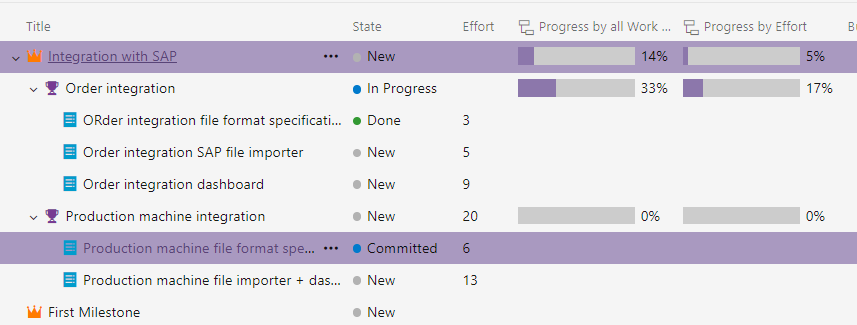 Title State Effort Progress by all Work ... Progress by Effort
Integration with SAP ... New 14% 5%
Order integration In Progress 33% 17%
ORder integration file format specificati... Done 3
Order integration SAP file importer New 5
Order integration dashboard New 9
Production machine integration New 20 0% 0%
Production machine file format spe... ... Committed 6
Production machine file importer + das... New 13
First Milestone New